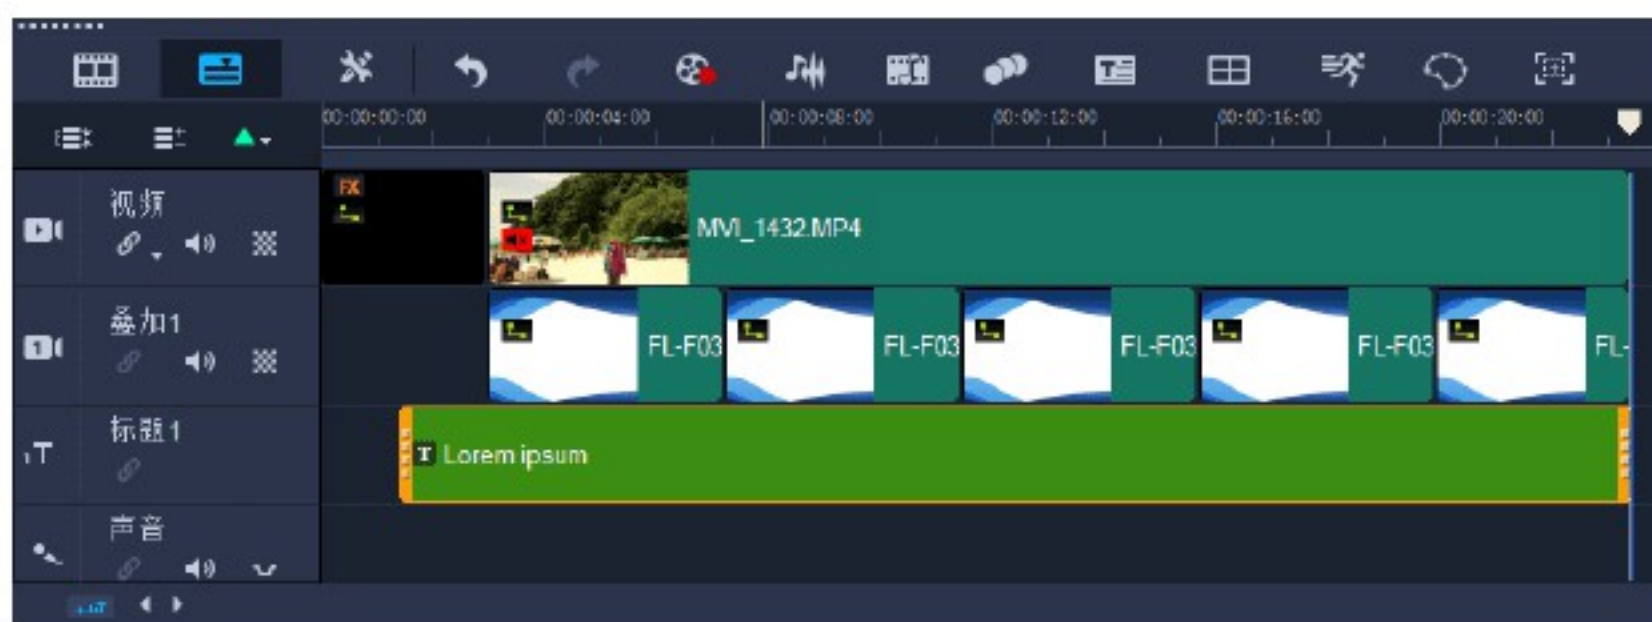 00:00:00:00 00:00:04:00 00:00:08:00 00:00:12:00 00:00:16:00 00:00:20:00
视频
FX
MVI_1432.MP4
叠加1
1
FL-F03 FL-F03 FL-F03 FL-F03 FL-
标题1
1T
T Lorem ipsum
声音